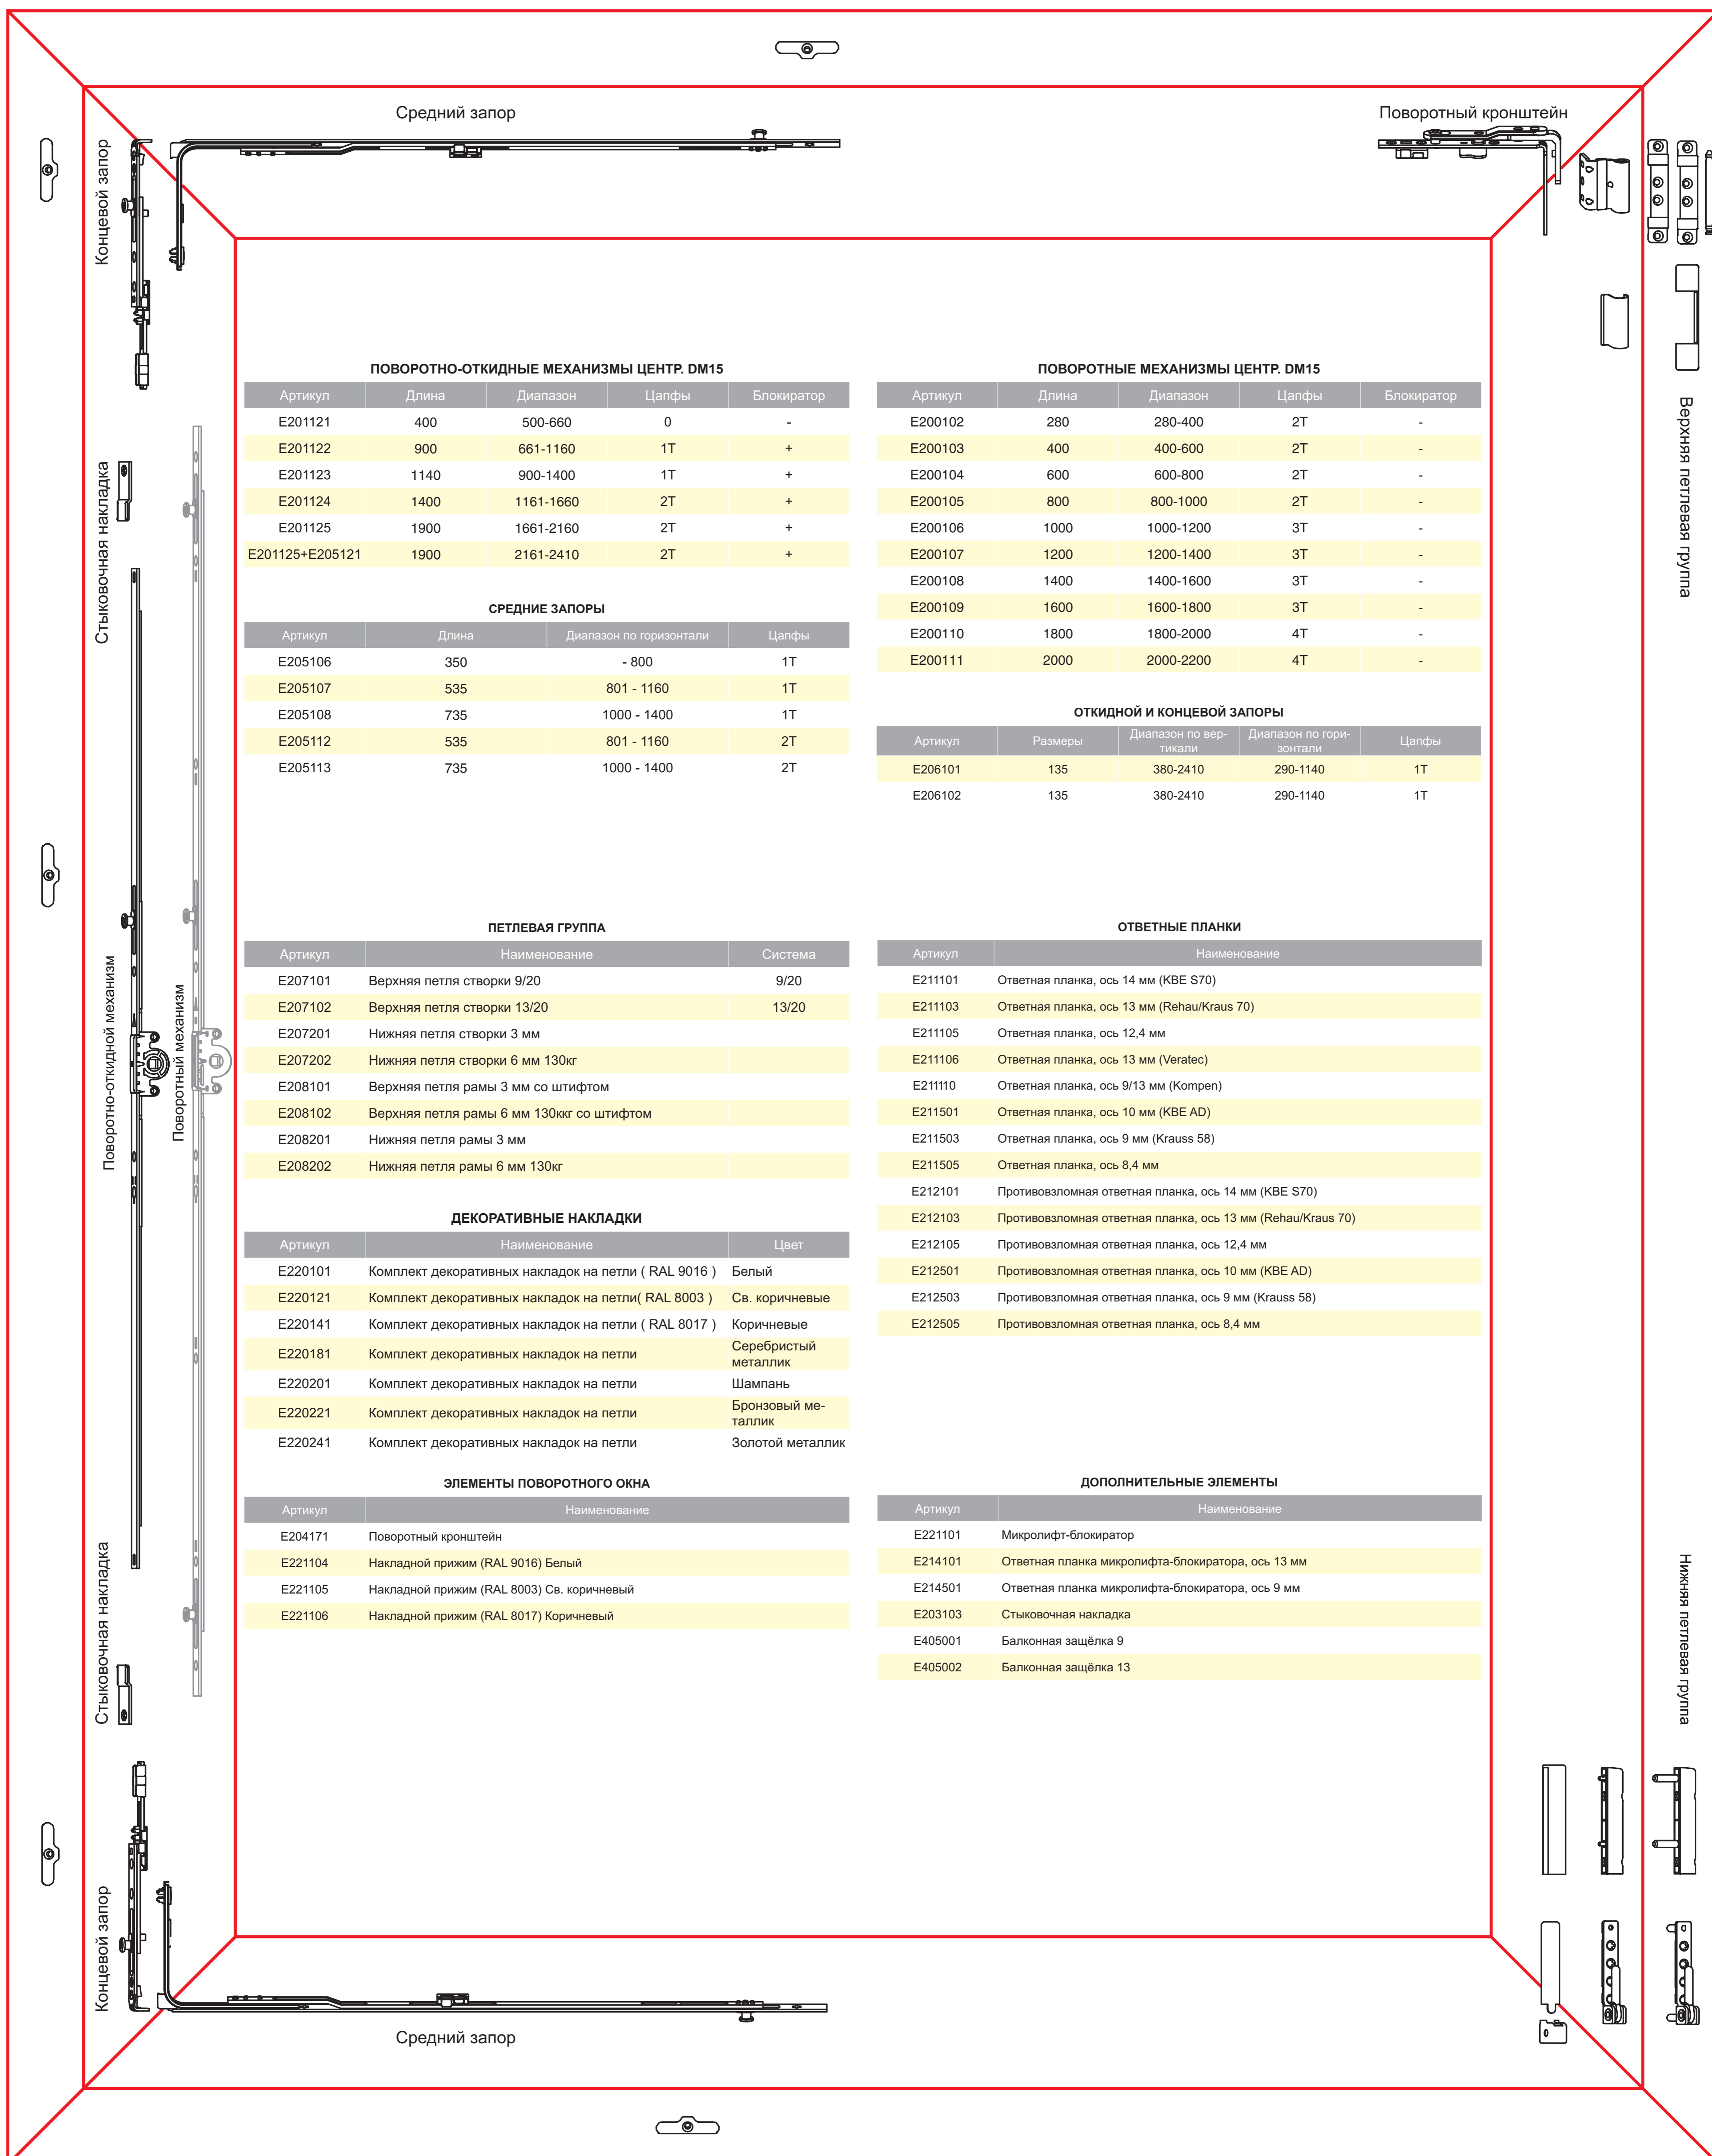 Средний запор
Поворотный кронштейн
Концевой запор
Стыковочная накладка
Поворотно-откидной механизм
Поворотный механизм
Стыковочная накладка
Концевой запор
Верхняя петлевая группа
Нижняя петлевая группа
ПОВОРОТНО-ОТКИДНЫЕ МЕХАНИЗМЫ ЦЕНТР. DM15
Артикул Длина Диапазон Цапфы Блокиратор
E201121 400 500-660 0 -
E201122 900 661-1160 1T +
E201123 1140 900-1400 1T +
E201124 1400 1161-1660 2T +
E201125 1900 1661-2160 2T +
E201125+E205121 1900 2161-2410 2T +
СРЕДНИЕ ЗАПОРЫ
Артикул Длина Диапазон по горизонтали Цапфы
E205106 350 - 800 1T
E205107 535 801 - 1160 1T
E205108 735 1000 - 1400 1T
E205112 535 801 - 1160 2T
E205113 735 1000 - 1400 2T
ПОВОРОТНЫЕ МЕХАНИЗМЫ ЦЕНТР. DM15
Артикул Длина Диапазон Цапфы Блокиратор
E200102 280 280-400 2T -
E200103 400 400-600 2T -
E200104 600 600-800 2T -
E200105 800 800-1000 2T -
E200106 1000 1000-1200 3T -
E200107 1200 1200-1400 3T -
E200108 1400 1400-1600 3T -
E200109 1600 1600-1800 3T -
E200110 1800 1800-2000 4T -
E200111 2000 2000-2200 4T -
ОТКИДНОЙ И КОНЦЕВОЙ ЗАПОРЫ
Артикул Размеры Диапазон по вер-тикали Диапазон по гори-зонтали Цапфы
E206101 135 380-2410 290-1140 1T
E206102 135 380-2410 290-1140 1T
ПЕТЛЕВАЯ ГРУППА
Артикул Наименование Система
E207101 Верхняя петля створки 9/20 9/20
E207102 Верхняя петля створки 13/20 13/20
E207201 Нижняя петля створки 3 мм
E207202 Нижняя петля створки 6 мм 130кг
E208101 Верхняя петля рамы 3 мм со штифтом
E208102 Верхняя петля рамы 6 мм 130ккг со штифтом
E208201 Нижняя петля рамы 3 мм
E208202 Нижняя петля рамы 6 мм 130кг
ДЕКОРАТИВНЫЕ НАКЛАДКИ
Артикул Наименование Цвет
E220101 Комплект декоративных накладок на петли ( RAL 9016 ) Белый
E220121 Комплект декоративных накладок на петли( RAL 8003 ) Св. коричневые
E220141 Комплект декоративных накладок на петли ( RAL 8017 ) Коричневые
E220181 Комплект декоративных накладок на петли Серебристый
металлик
E220201 Комплект декоративных накладок на петли Шампань
E220221 Комплект декоративных накладок на петли Бронзовый ме-
таллик
E220241 Комплект декоративных накладок на петли Золотой металлик
ЭЛЕМЕНТЫ ПОВОРОТНОГО ОКНА
Артикул Наименование
E204171 Поворотный кронштейн
E221104 Накладной прижим (RAL 9016) Белый
E221105 Накладной прижим (RAL 8003) Св. коричневый
E221106 Накладной прижим (RAL 8017) Коричневый
ОТВЕТНЫЕ ПЛАНКИ
Артикул Наименование
E211101 Ответная планка, ось 14 мм (KBE S70)
E211103 Ответная планка, ось 13 мм (Rehau/Kraus 70)
E211105 Ответная планка, ось 12,4 мм
E211106 Ответная планка, ось 13 мм (Veratec)
E211110 Ответная планка, ось 9/13 мм (Kompen)
E211501 Ответная планка, ось 10 мм (KBE AD)
E211503 Ответная планка, ось 9 мм (Krauss 58)
E211505 Ответная планка, ось 8,4 мм
E212101 Противовзломная ответная планка, ось 14 мм (KBE S70)
E212103 Противовзломная ответная планка, ось 13 мм (Rehau/Kraus 70)
E212105 Противовзломная ответная планка, ось 12,4 мм
E212501 Противовзломная ответная планка, ось 10 мм (KBE AD)
E212503 Противовзломная ответная планка, ось 9 мм (Krauss 58)
E212505 Противовзломная ответная планка, ось 8,4 мм
ДОПОЛНИТЕЛЬНЫЕ ЭЛЕМЕНТЫ
Артикул Наименование
E221101 Микролифт-блокиратор
E214101 Ответная планка микролифта-блокиратора, ось 13 мм
E214501 Ответная планка микролифта-блокиратора, ось 9 мм
E203103 Стыковочная накладка
E405001 Балконная защёлка 9
E405002 Балконная защёлка 13
Средний запор